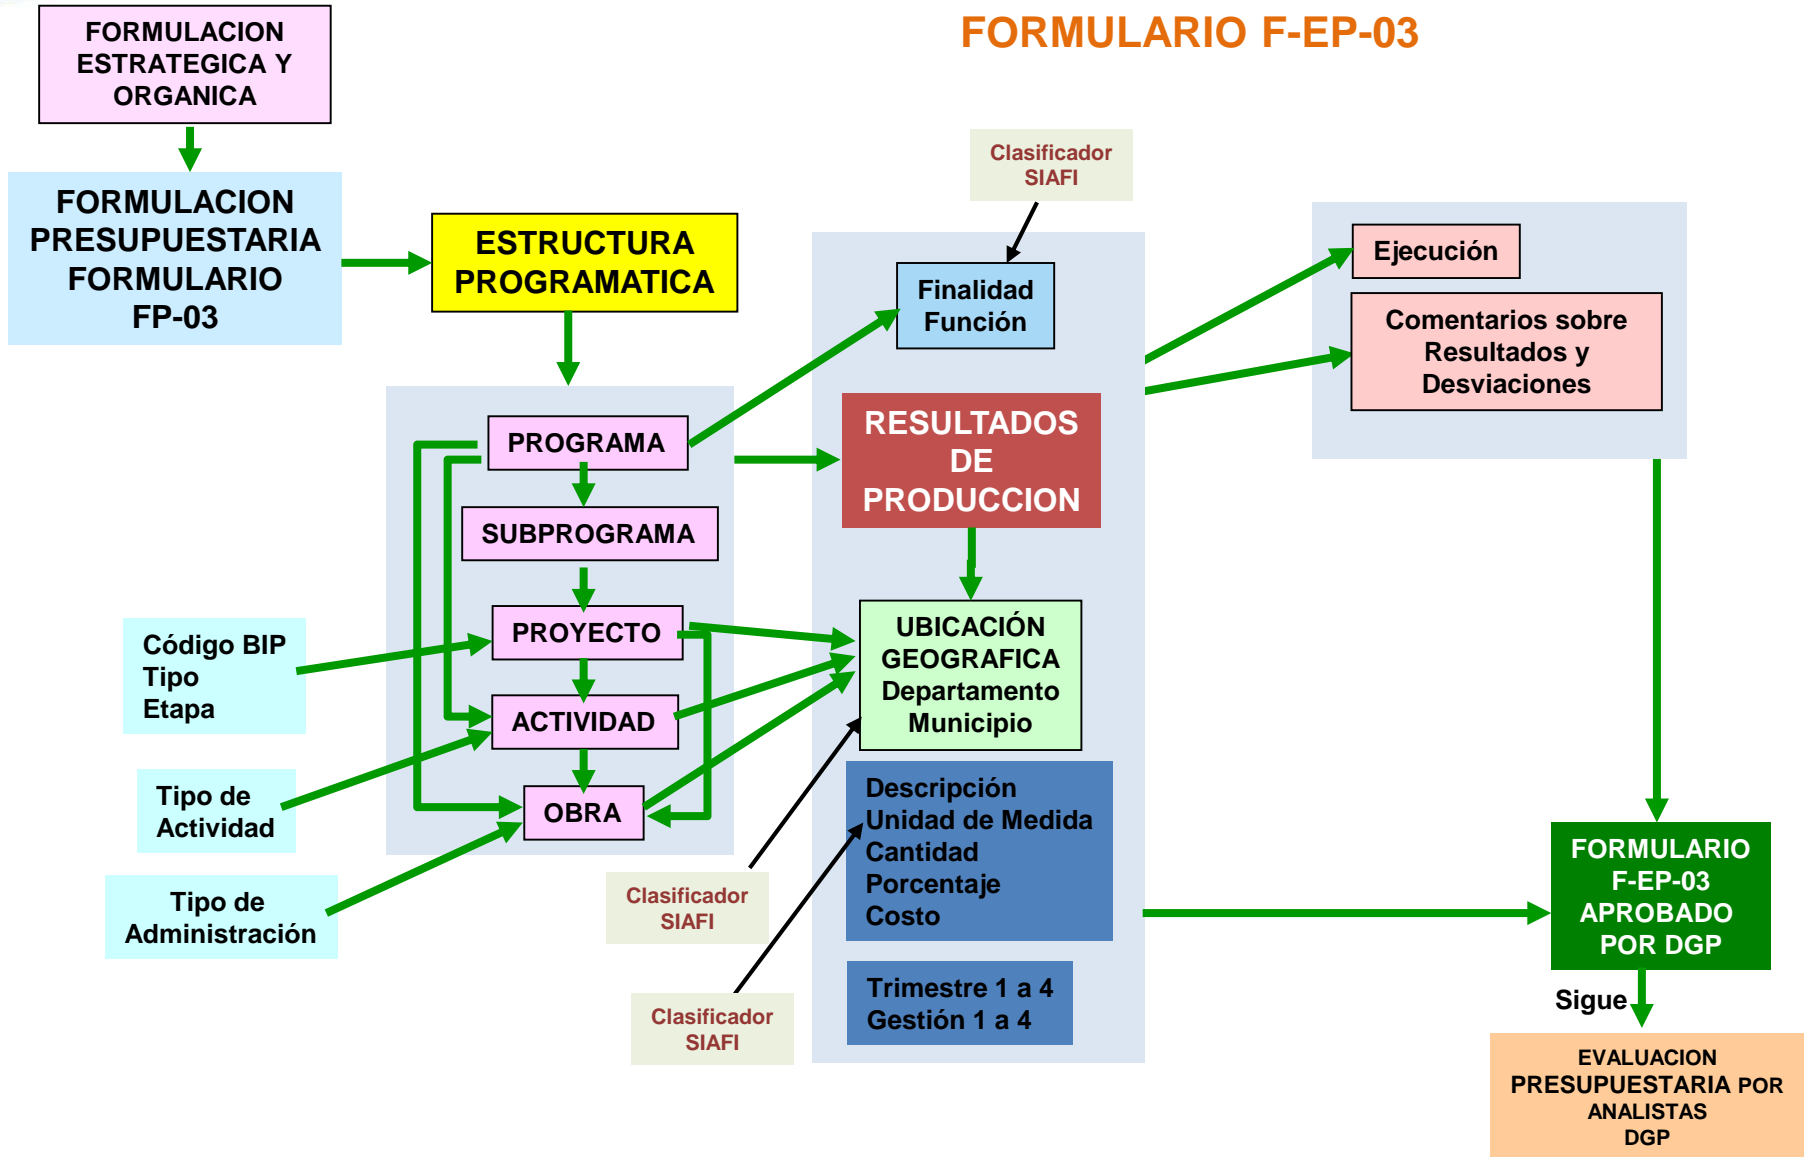 FORMULARIO F-EP-03
FORMULACION
ESTRATEGICA Y
ORGANICA
FORMULACION
PRESUPUESTARIA
FORMULARIO
FP-03
ESTRUCTURA
PROGRAMATICA
PROGRAMA
SUBPROGRAMA
PROYECTO
ACTIVIDAD
OBRA
Código BIP
Tipo
Etapa
Tipo de
Actividad
Tipo de
Administración
Clasificador
SIAFI
Finalidad
Función
RESULTADOS
DE
PRODUCCION
UBICACIÓN
GEOGRAFICA
Departamento
Municipio
Descripción
Unidad de Medida
Cantidad
Porcentaje
Costo
Trimestre 1 a 4
Gestión 1 a 4
Clasificador
SIAFI
Clasificador
SIAFI
Ejecución
Comentarios sobre
Resultados y
Desviaciones
FORMULARIO
F-EP-03
APROBADO
POR DGP
Sigue
EVALUACION
PRESUPUESTARIA POR
ANALISTAS
DGP